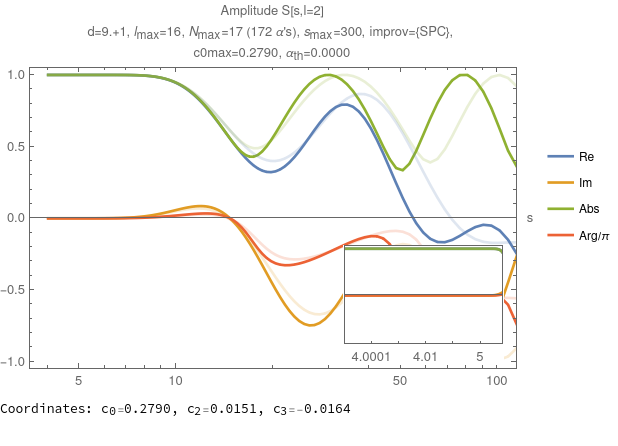 Amplitude S[s,l=2]
d=9.+1, lmax=16, Nmax=17 (172 α's), smax=300, improv={SPC},
c0max=0.2790, αth=0.0000
1.0
0.5
0.0
−0.5
−1.0
5
10
50
100
s
4.0001
4.01
5
Re
Im
Abs
Arg/π
Coordinates: c0=0.2790, c2=0.0151, c3=−0.0164